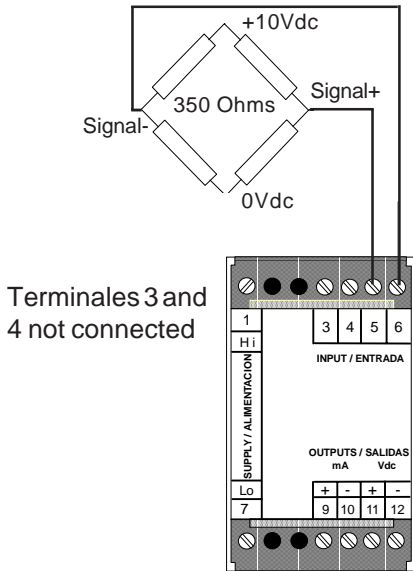 +10Vdc
350 Ohms
Signal+
Signal-
0Vdc
Terminales 3 and
4 not connected
1
3 4 5 6
Hi
INPUT / ENTRADA
SUPPLY / ALIMENTACION
OUTPUTS / SALIDAS
mA Vdc
Lo
+ - + -
7
9 10 11 12